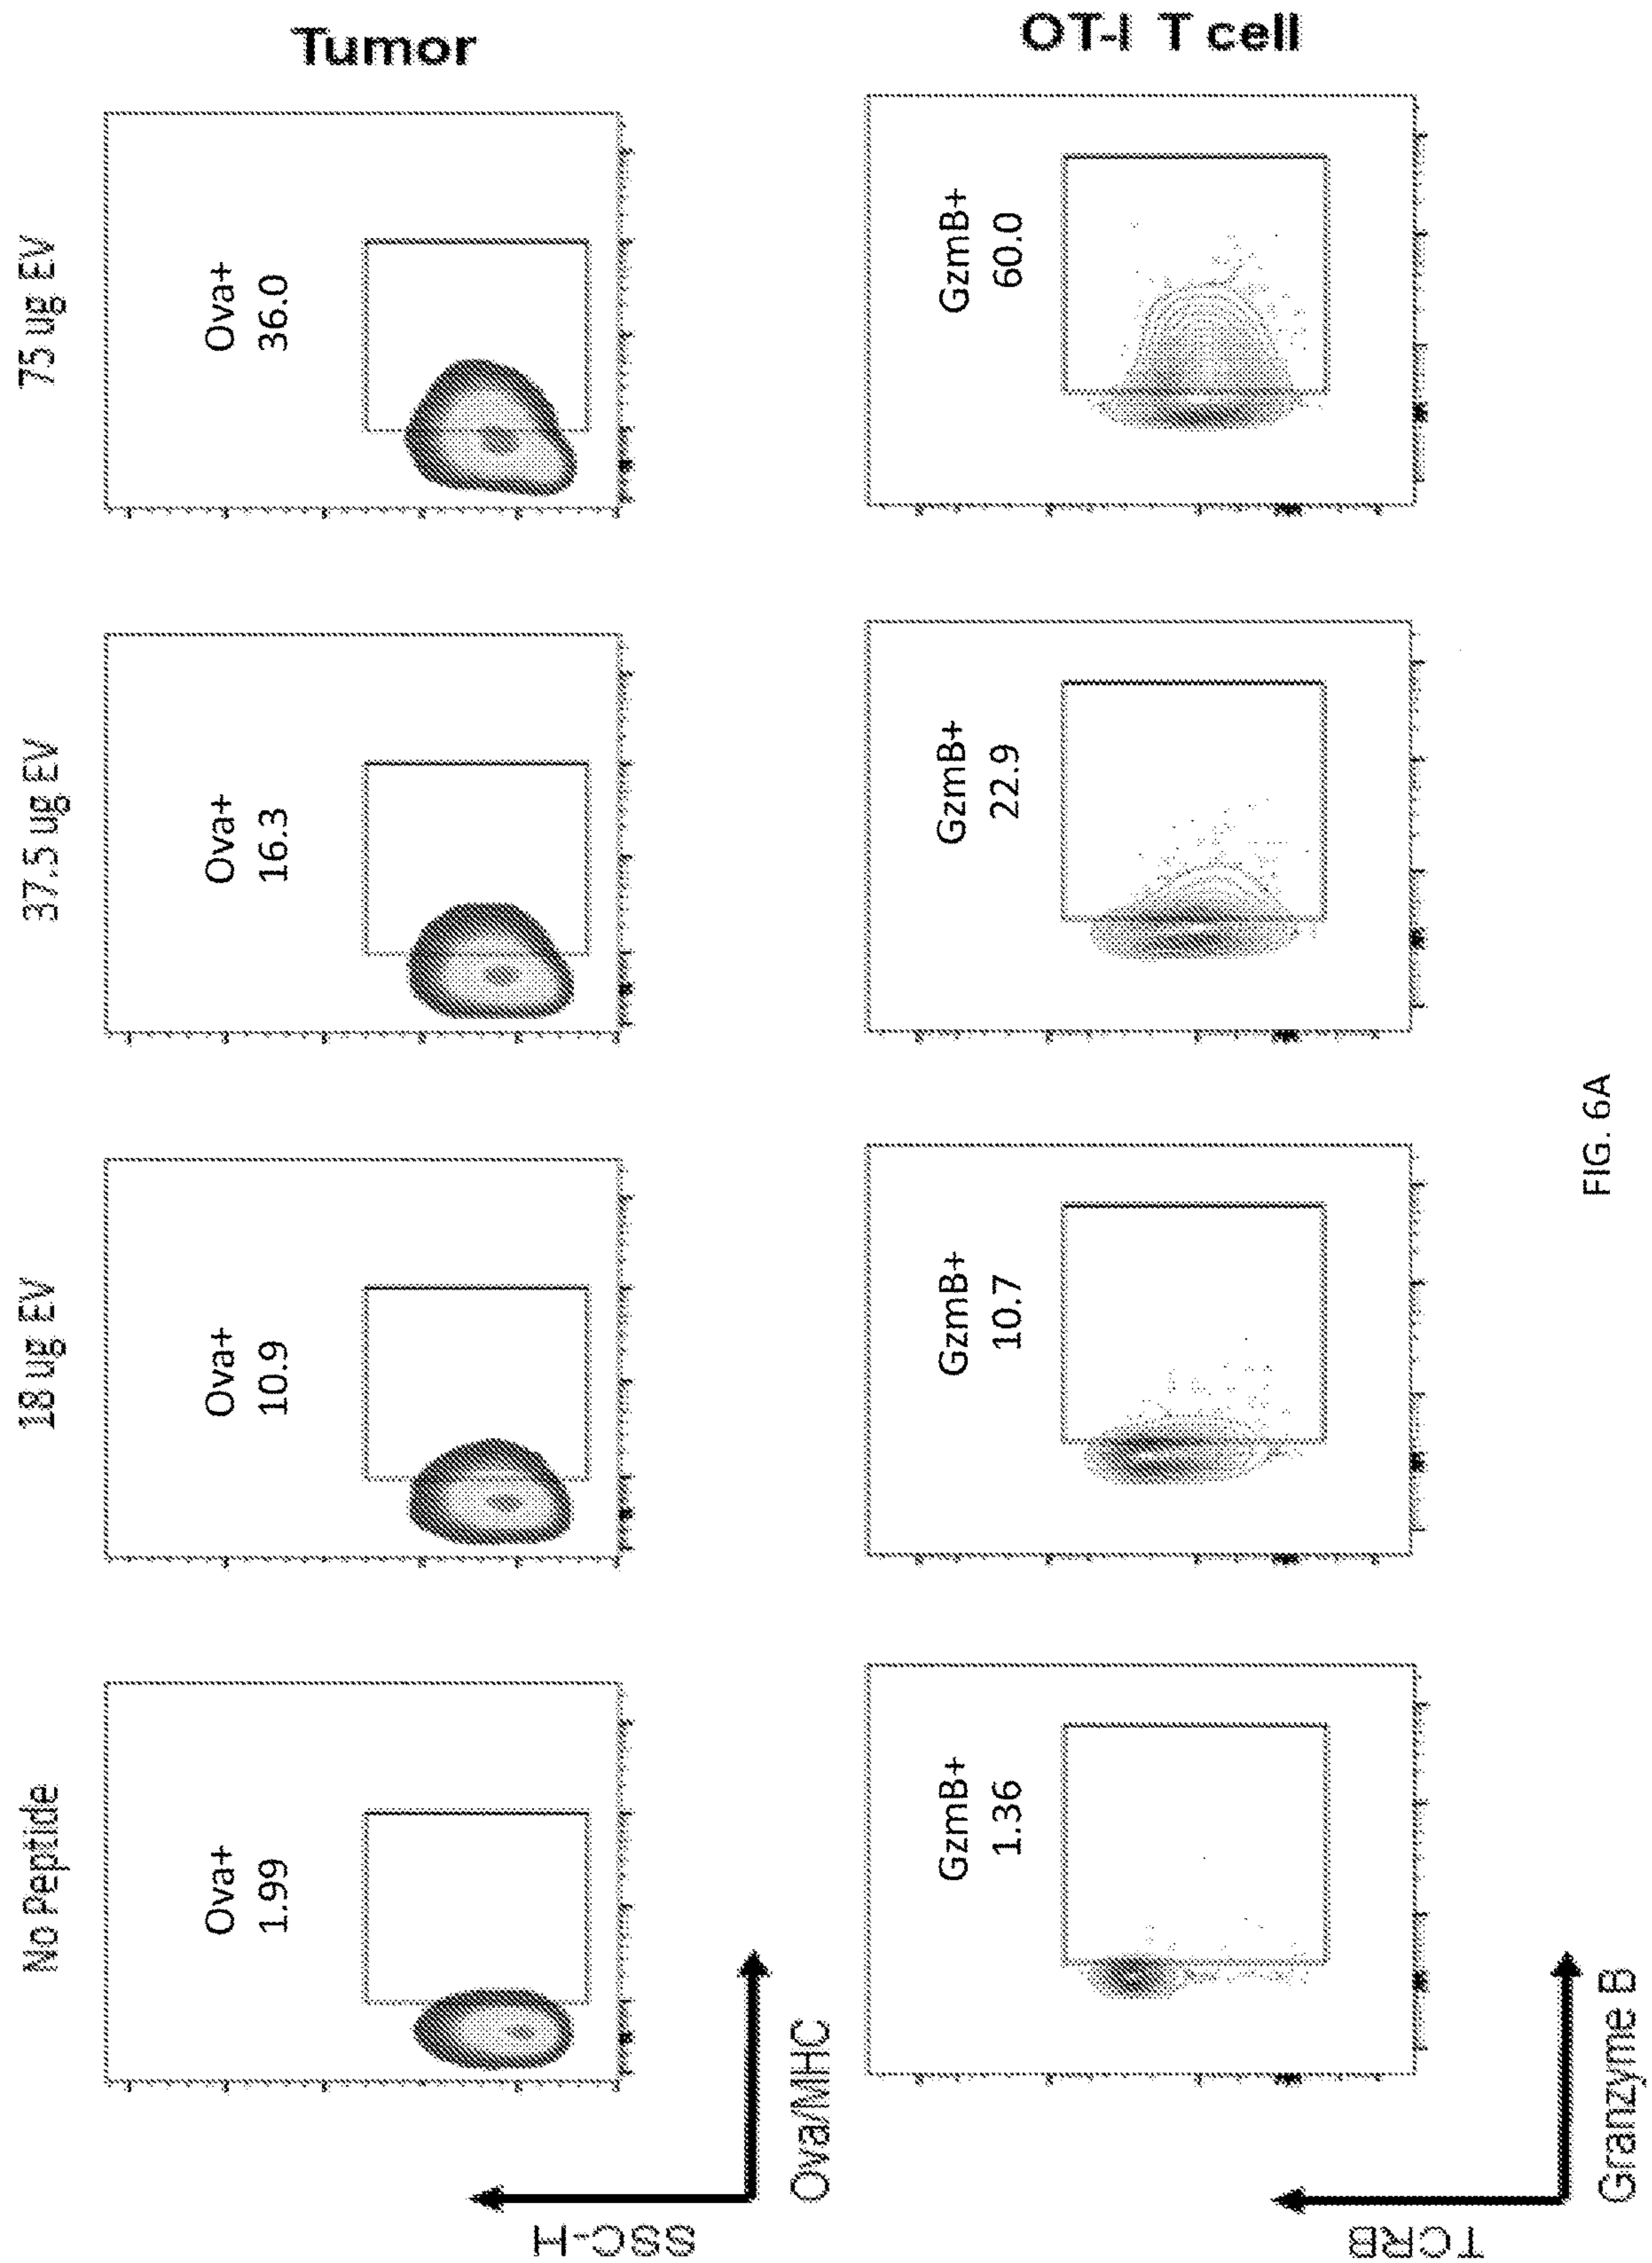 No Peptide
18 ug EV
37.5 ug EV
75 ug EV
Ova+
1.99
Ova+
10.9
Ova+
16.3
Ova+
36.0
Tumor
SSC-H
Ova/MHC
GzmB+
1.36
GzmB+
10.7
GzmB+
22.9
GzmB+
60.0
OT-I T cell
TCRB
Granzyme B
FIG. 6A